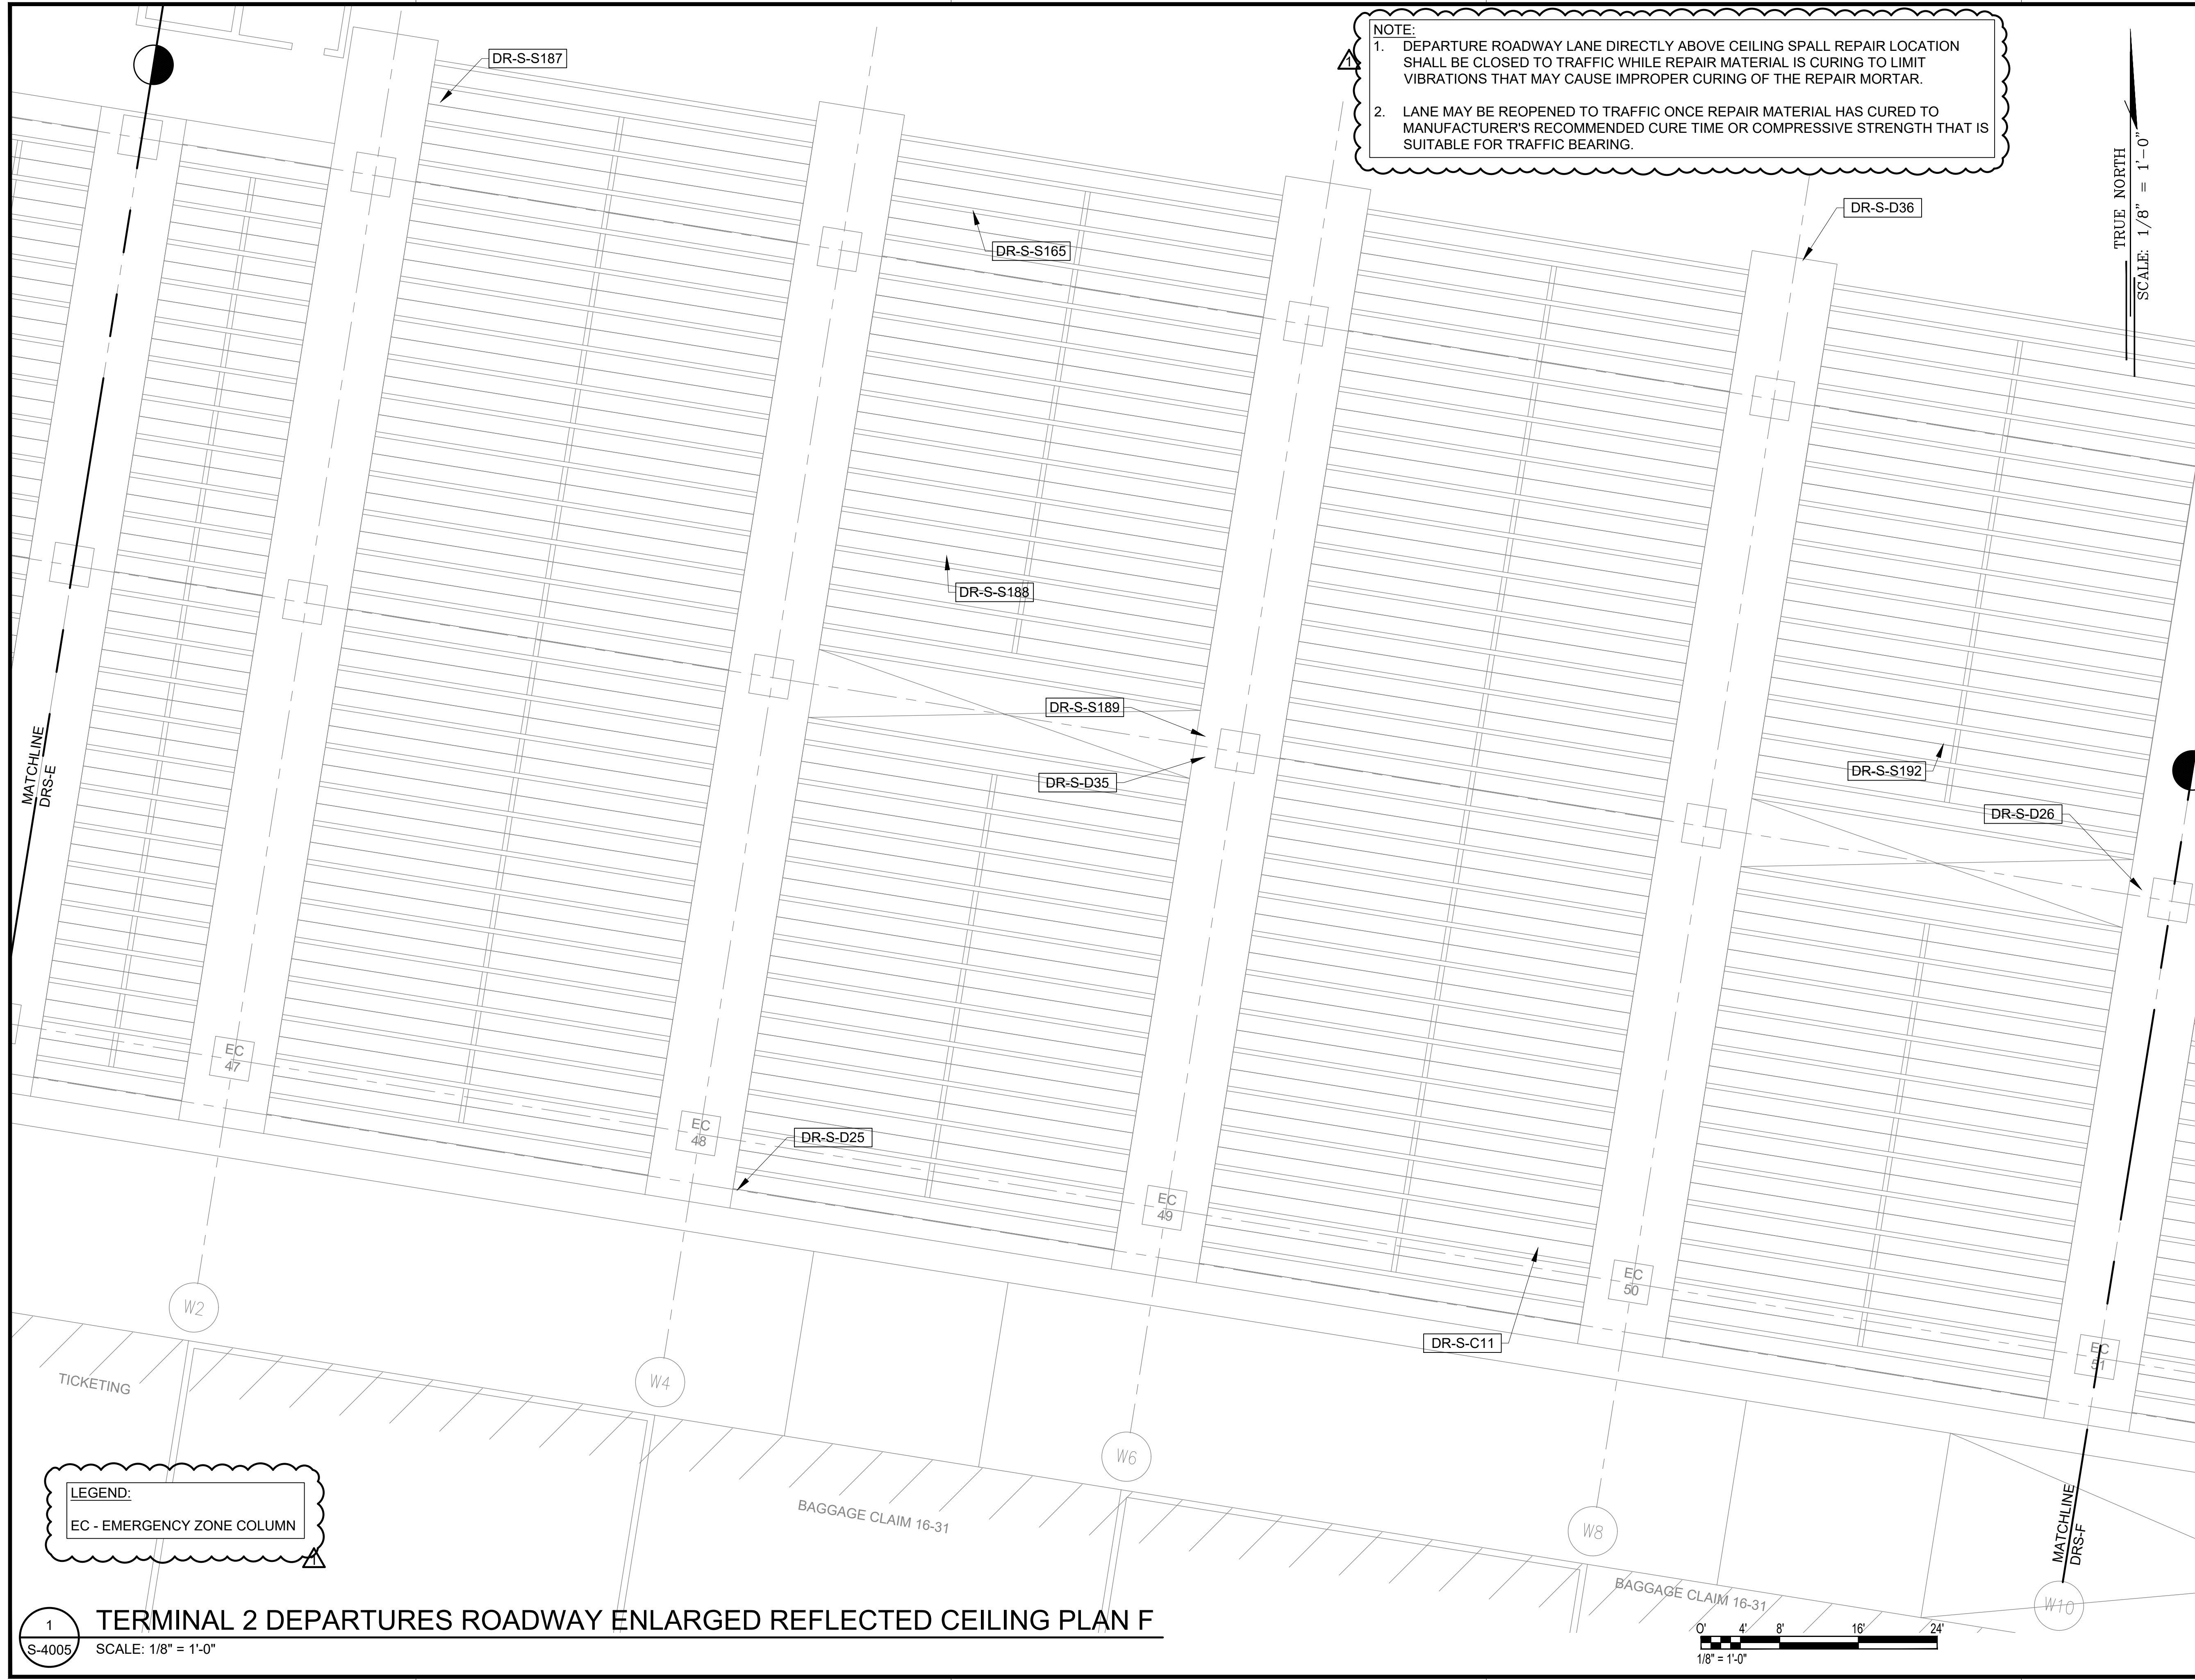 NOTE:
1. DEPARTURE ROADWAY LANE DIRECTLY ABOVE CEILING SPALL REPAIR LOCATION
SHALL BE CLOSED TO TRAFFIC WHILE REPAIR MATERIAL IS CURING TO LIMIT
VIBRATIONS THAT MAY CAUSE IMPROPER CURING OF THE REPAIR MORTAR.
2. LANE MAY BE REOPENED TO TRAFFIC ONCE REPAIR MATERIAL HAS CURED TO
MANUFACTURER'S RECOMMENDED CURE TIME OR COMPRESSIVE STRENGTH THAT IS
SUITABLE FOR TRAFFIC BEARING.
1
TRUE NORTH
SCALE: 1/8" = 1'-0"
DR-S-S187
DR-S-S165
DR-S-D36
DR-S-S188
DR-S-S189
DR-S-D35
DR-S-S192
DR-S-D26
MATCHLINE
DRS-E
EC
47
EC
48
DR-S-D25
EC
49
EC
50
DR-S-C11
EC
51
W2
W4
W6
W8
W10
TICKETING
BAGGAGE CLAIM 16-31
BAGGAGE CLAIM 16-31
MATCHLINE
DRS-F
LEGEND:
EC - EMERGENCY ZONE COLUMN
1
1
S-4005
TERMINAL 2 DEPARTURES ROADWAY ENLARGED REFLECTED CEILING PLAN F
SCALE: 1/8" = 1'-0"
0' 4' 8' 16' 24'
1/8" = 1'-0"